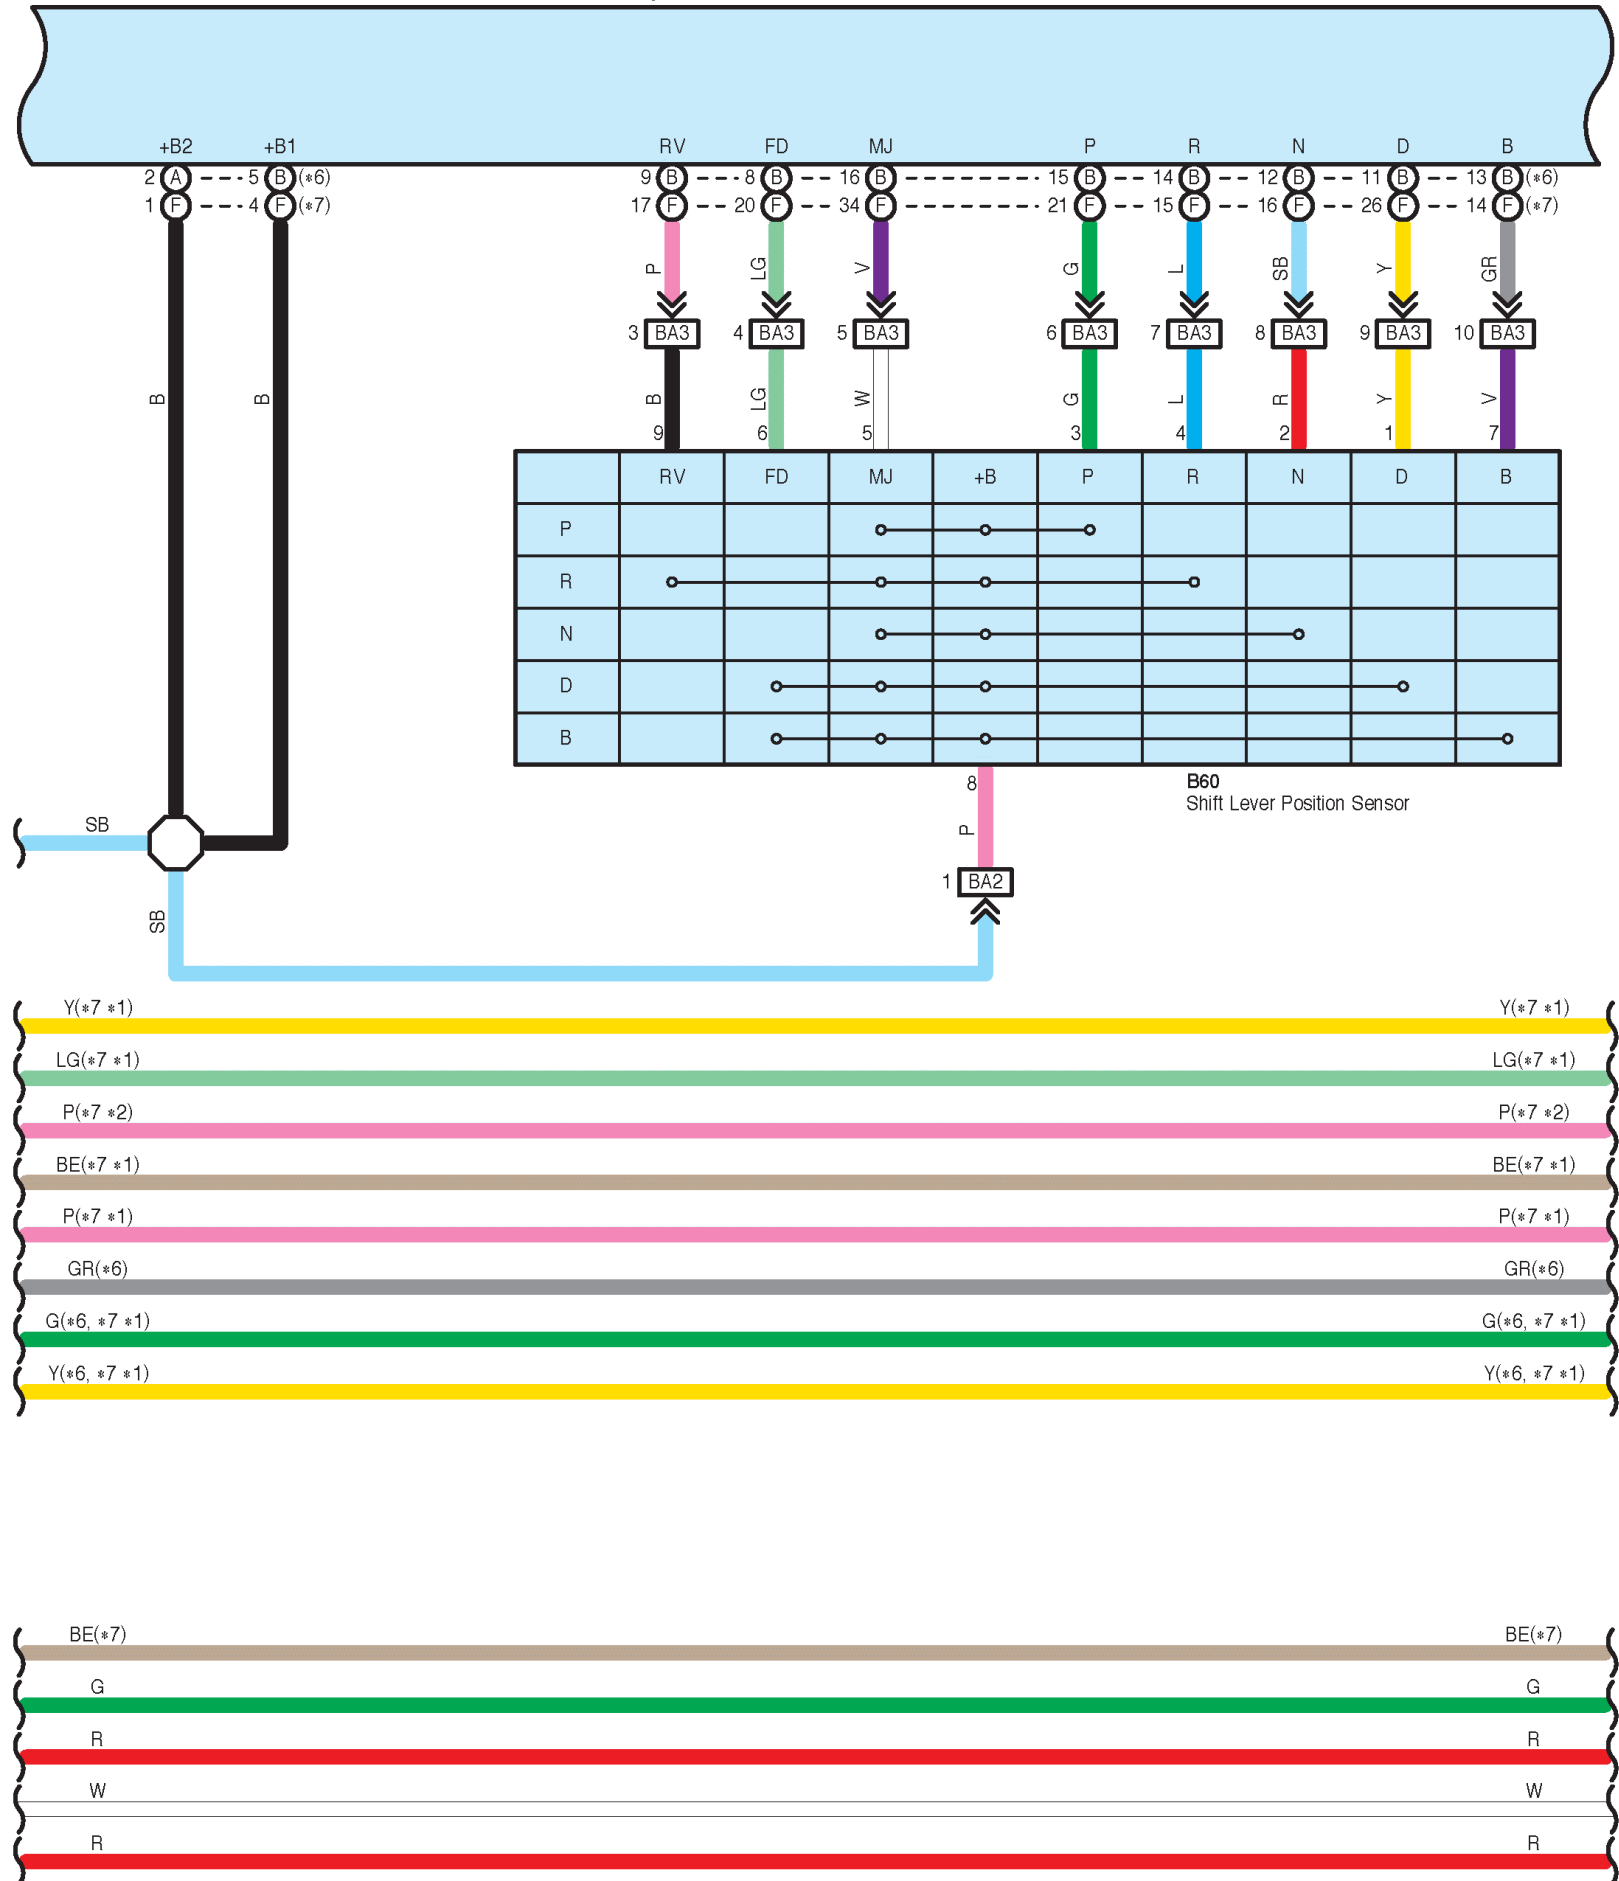 +B2 +B1 RV FD MJ P R N D B
2 A 5 B (*6) 9 B 8 B 16 B 15 B 14 B 12 B 11 B 13 B (*6)
1 F 4 F (*7) 17 F 20 F 34 F 21 F 15 F 16 F 26 F 14 F (*7)
P LG V G L SB Y GR
3 BA3 4 BA3 5 BA3 6 BA3 7 BA3 8 BA3 9 BA3 10 BA3
B B B LG W G L R Y V
9 6 5 3 4 2 1 7
RV FD MJ +B P R N D B
P
R
N
D
B
8 B60
Shift Lever Position Sensor
SB P
1 BA2
SB
Y(*7 *1) Y(*7 *1)
LG(*7 *1) LG(*7 *1)
P(*7 *2) P(*7 *2)
BE(*7 *1) BE(*7 *1)
P(*7 *1) P(*7 *1)
GR(*6) GR(*6)
G(*6, *7 *1) G(*6, *7 *1)
Y(*6, *7 *1) Y(*6, *7 *1)
BE(*7) BE(*7)
G G
R R
W W
R R